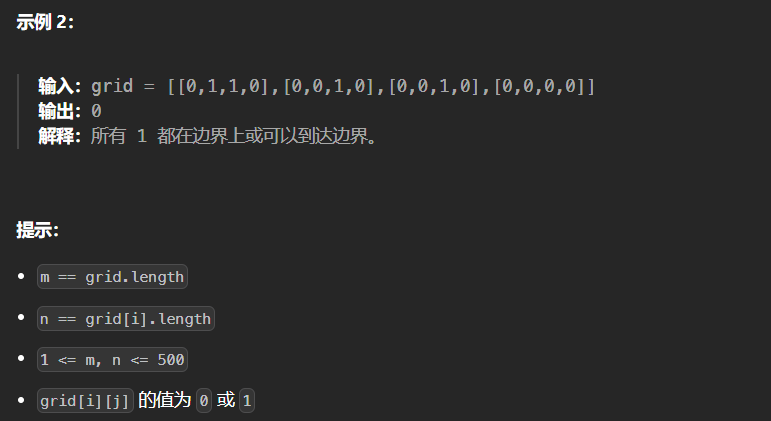 示例 2：
输入：grid = [[0,1,1,0],[0,0,1,0],[0,0,1,0],[0,0,0,0]]
输出：0
解释：所有 1 都在边界上或可以到达边界。
提示：
m == grid.length
n == grid[i].length
1 <= m, n <= 500
grid[i][j] 的值为 0 或 1